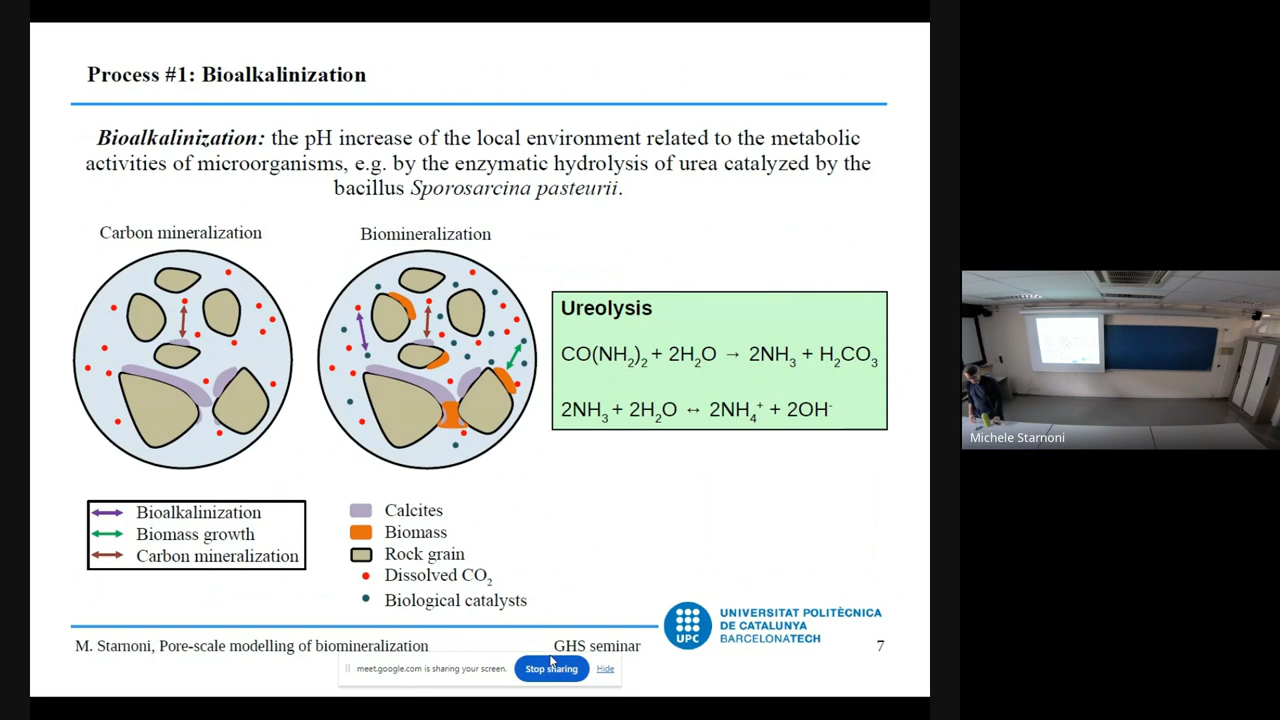 Process #1: Bioalkalinization
Bioalkalinization: the pH increase of the local environment related to the metabolic
activities of microorganisms, e.g. by the enzymatic hydrolysis of urea catalyzed by the
bacillus Sporosarcina pasteurii.
Carbon mineralization
Biomineralization
Ureolysis
CO(NH2)2 + 2H2O → 2NH3 + H2CO3
2NH3 + 2H2O ↔ 2NH4+ + 2OH-
Bioalkalinization
Biomass growth
Carbon mineralization
Calcites
Biomass
Rock grain
Dissolved CO2
Biological catalysts
UPC
UNIVERSITAT POLITÈCNICA
DE CATALUNYA
BARCELONATECH
M. Starnoni, Pore-scale modelling of biomineralization
GHS seminar
7
meet.google.com is sharing your screen.
Stop sharing
Hide
Michele Starnoni